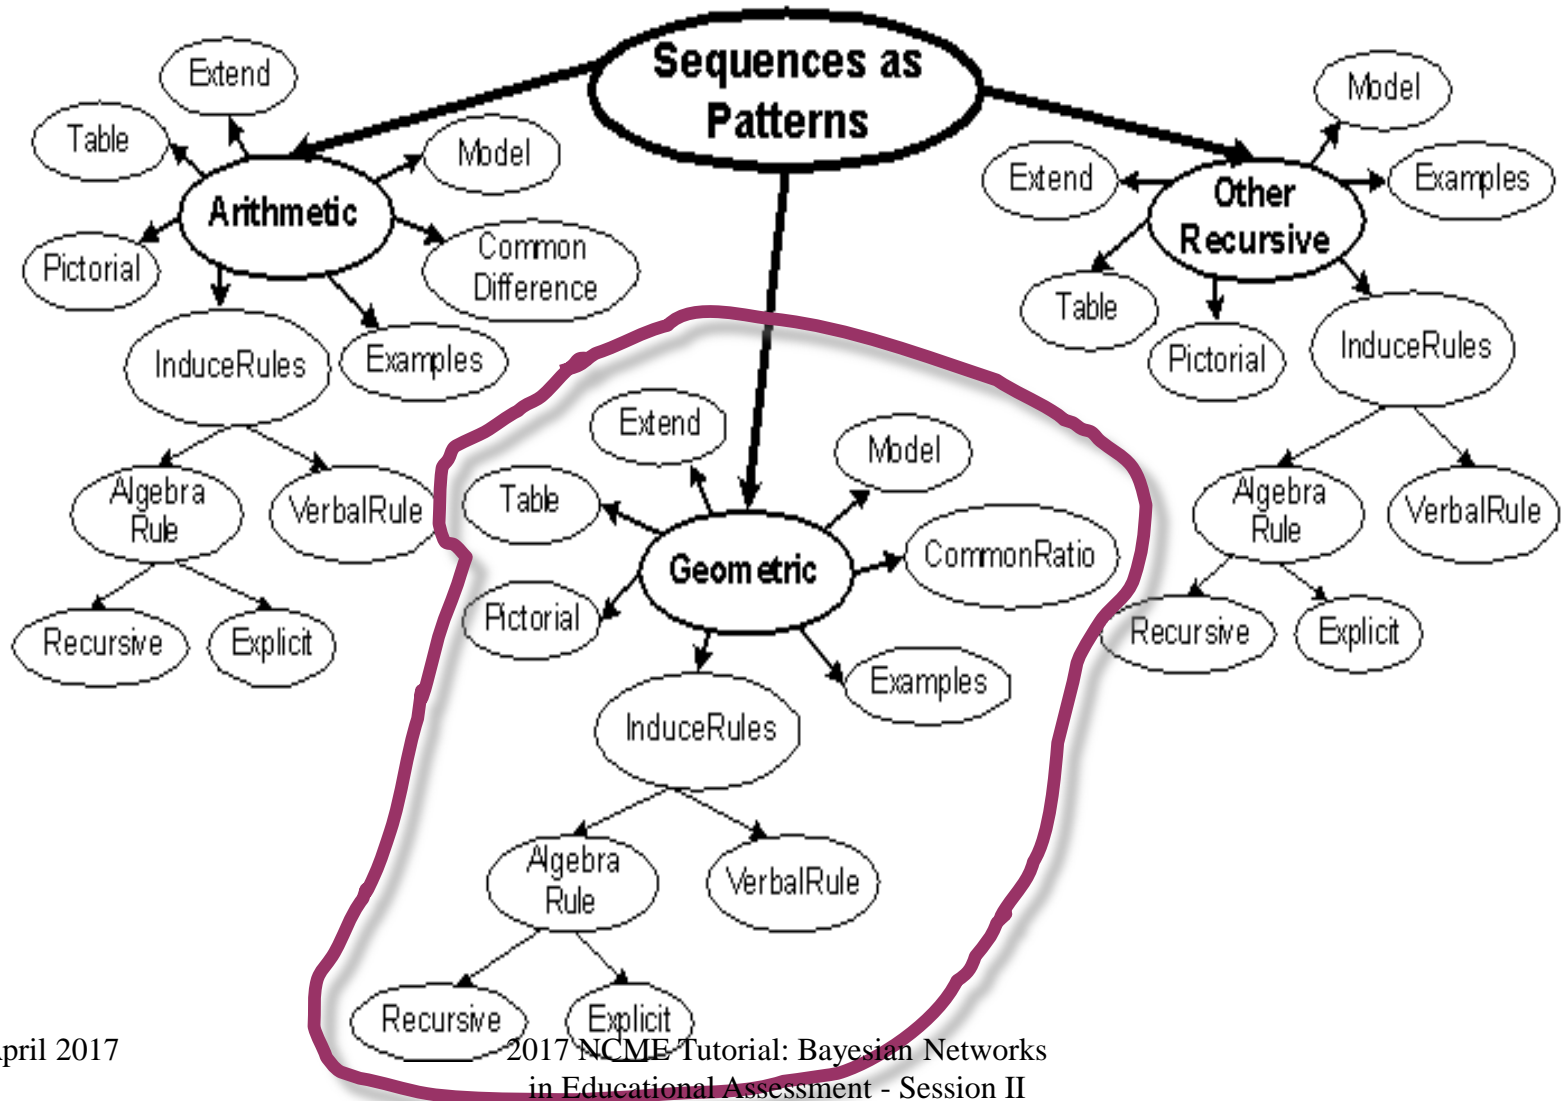 Sequences as
Patterns
Extend
Table
Model
Arithmetic
Pictorial
Common
Difference
InduceRules
Examples
Algebra
Rule
VerbalRule
Recursive
Explicit
Model
Extend
Examples
Other
Recursive
Table
Pictorial
InduceRules
Algebra
Rule
VerbalRule
Recursive
Explicit
Extend
Model
Table
CommonRatio
Geometric
Pictorial
Examples
InduceRules
Algebra
Rule
VerbalRule
Recursive
Explicit
pril 2017
2017 NCME Tutorial: Bayesian Networks
in Educational Assessment - Session II